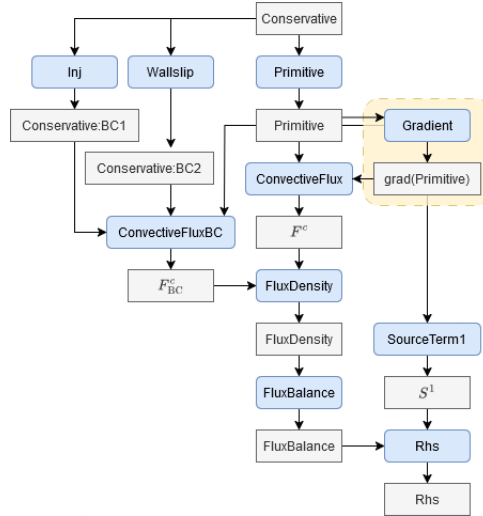 Conservative
Inj
Wallslip
Primitive
Conservative:BC1
Primitive
Gradient
Conservative:BC2
ConvectiveFlux
grad(Primitive)
ConvectiveFluxBC
F^c
F^c_BC
FluxDensity
FluxDensity
SourceTerm1
FluxBalance
S^1
FluxBalance
Rhs
Rhs